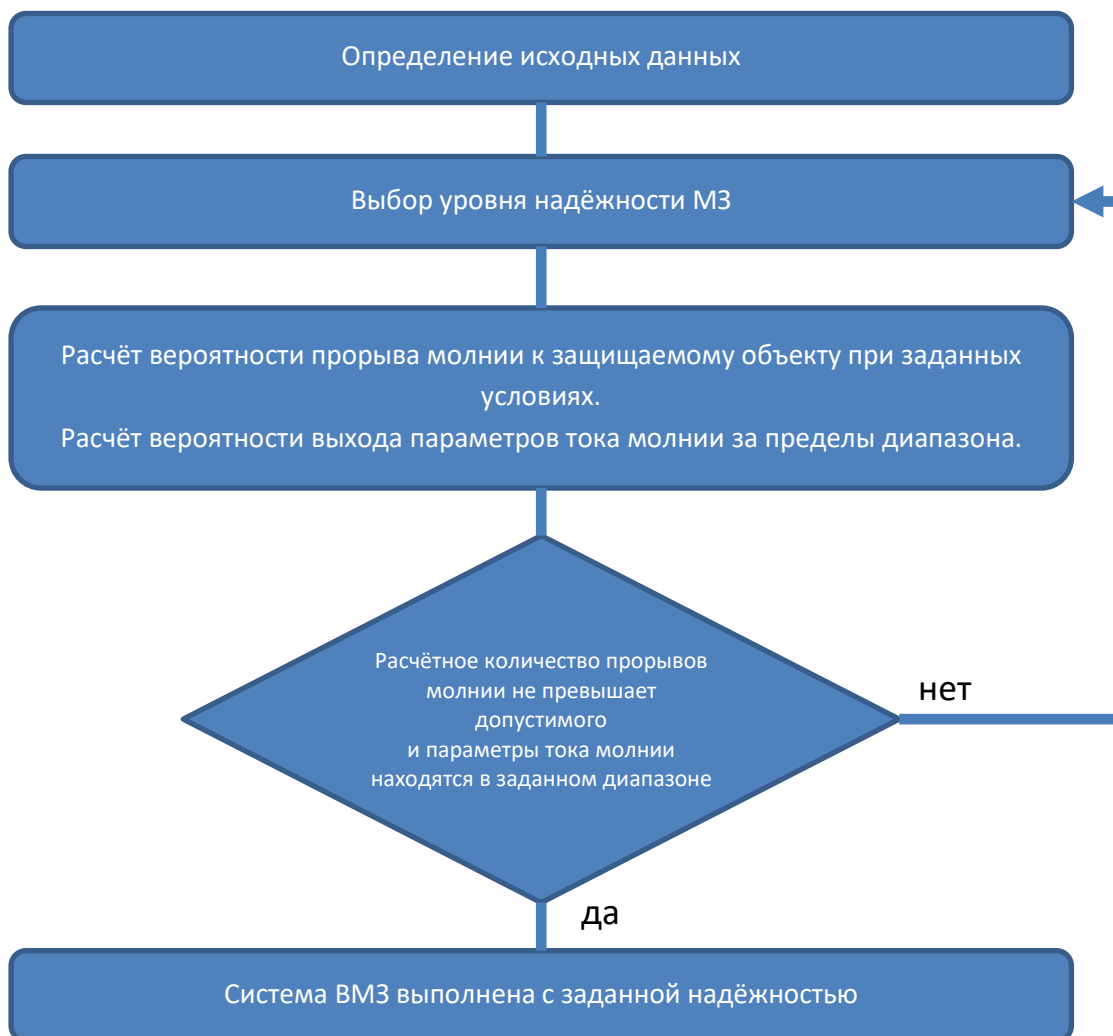 Определение исходных данных
Выбор уровня надёжности МЗ
Расчёт вероятности прорыва молнии к защищаемому объекту при заданных
условиях.
Расчёт вероятности выхода параметров тока молнии за пределы диапазона.
Расчётное количество прорывов
молнии не превышает
допустимого
и параметры тока молнии
находятся в заданном диапазоне
нет
да
Система ВМЗ выполнена с заданной надёжностью